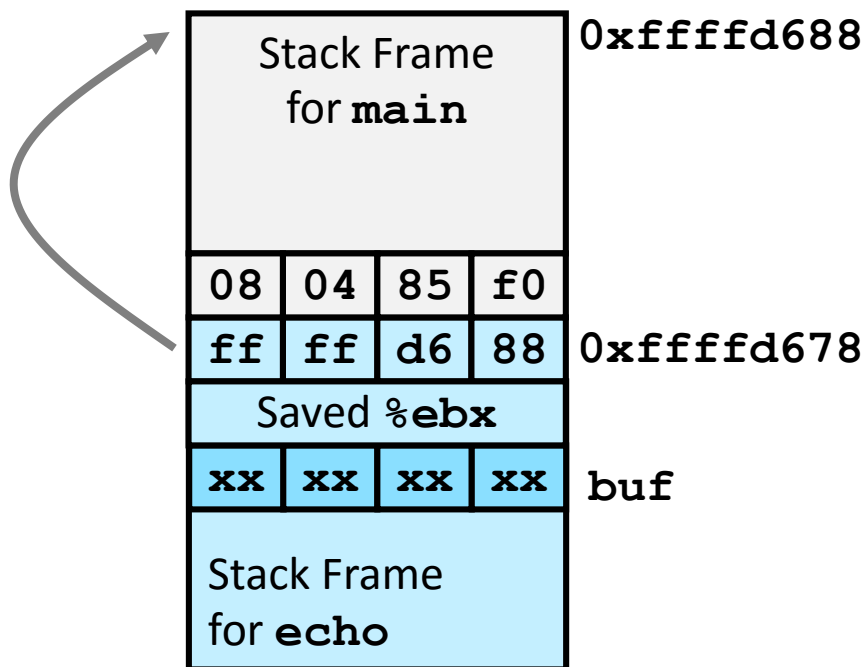 Stack Frame
for main
0xffffd688
08 04 85 f0
ff ff d6 88
0xffffd678
Saved %ebx
xx xx xx xx
buf
Stack Frame
for echo